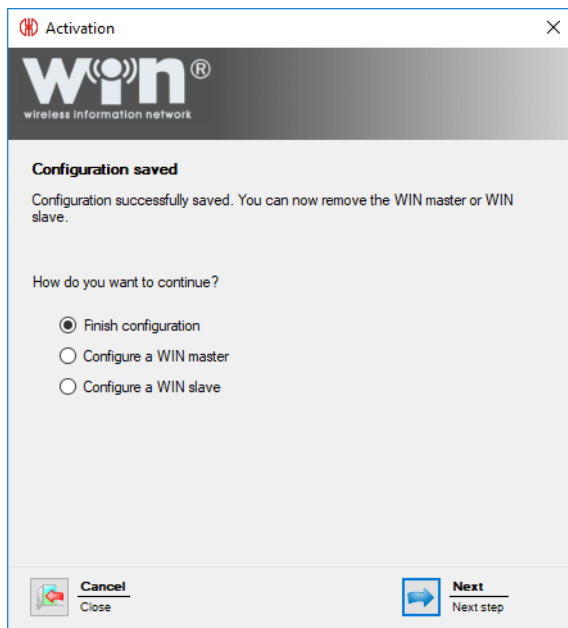 Activation
WiN®
wireless information network
Configuration saved
Configuration successfully saved. You can now remove the WIN master or WIN
slave.
How do you want to continue?
Finish configuration
Configure a WIN master
Configure a WIN slave
Cancel
Close
Next
Next step